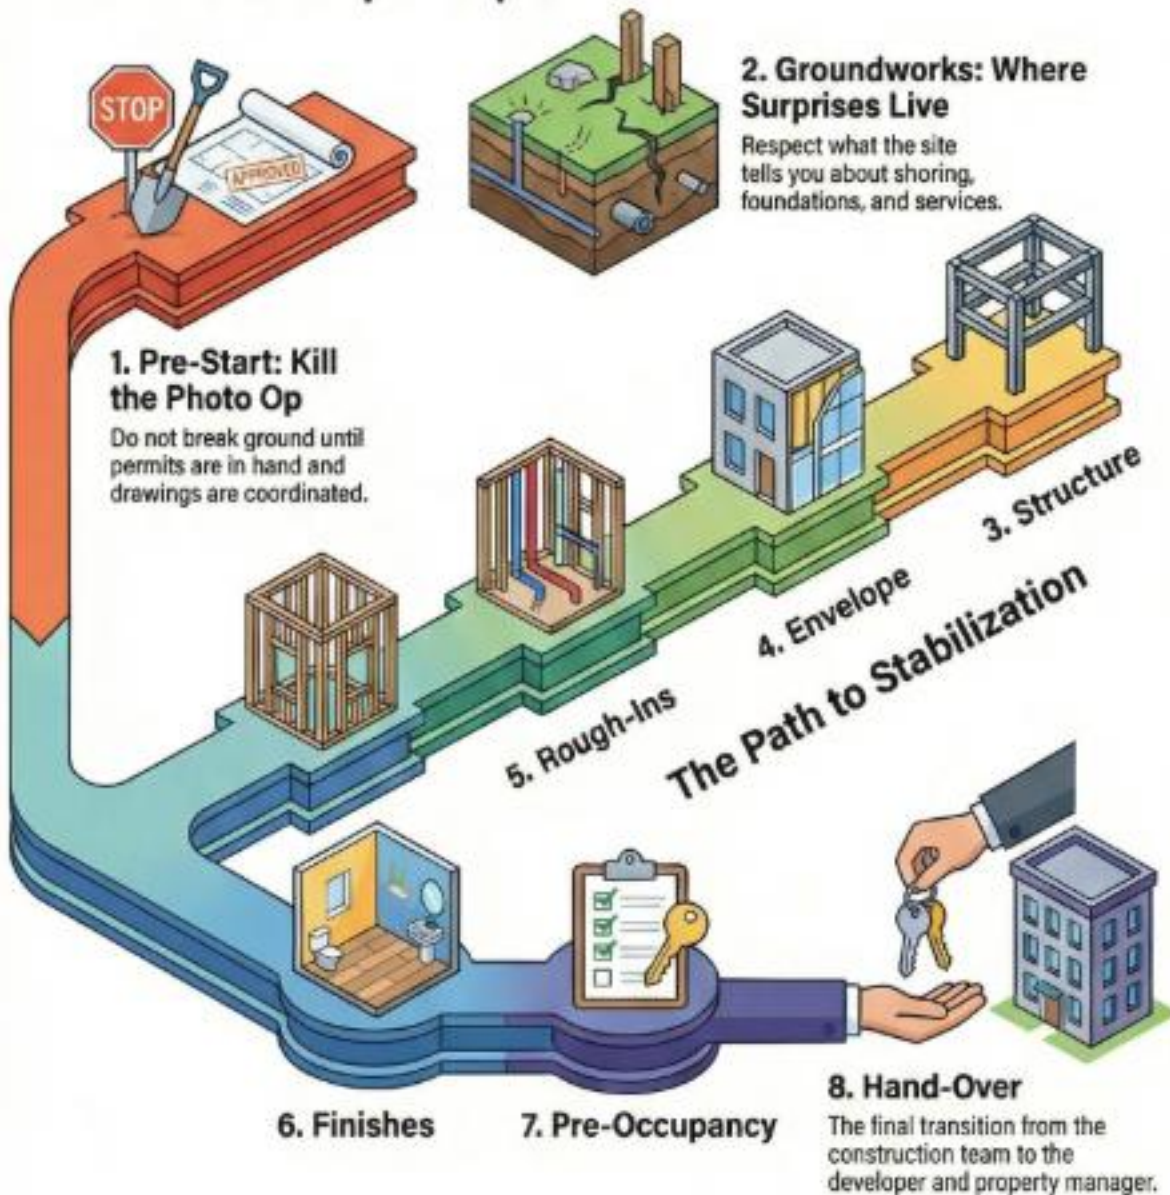 STOP
APPROVED
1. Pre-Start: Kill
the Photo Op
Do not break ground until
permits are in hand and
drawings are coordinated.
2. Groundworks: Where
Surprises Live
Respect what the site
tells you about shoring,
foundations, and services.
3. Structure
4. Envelope
5. Rough-Ins
The Path to Stabilization
6. Finishes
7. Pre-Occupancy
8. Hand-Over
The final transition from the
construction team to the
developer and property manager.